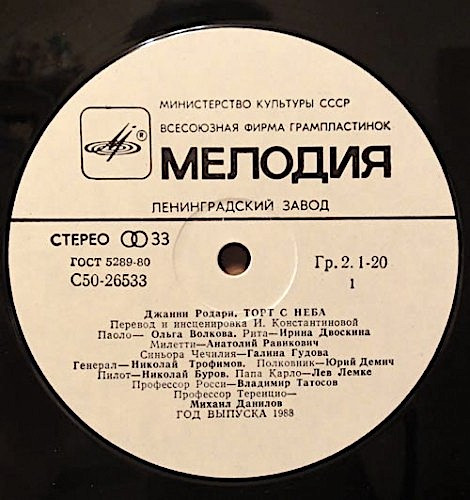 МИНИСТЕРСТВО КУЛЬТУРЫ СССР
ВСЕСОЮЗНАЯ ФИРМА ГРАМПЛАСТИНОК
®
МЕЛОДИЯ
ЛЕНИНГРАДСКИЙ ЗАВОД
СТЕРЕО 33
ГОСТ 5289-80
С50-26533
Гр. 2. 1-20
1
Джанни Родари. ТОРТ С НЕБА
Перевод и инсценировка И. Константиновой
Паоло— Ольга Волкова. Рита—Ирина Двоскина
Милетти—Анатолий Равикович
Синьора Чечилия—Галина Гудова
Генерал—Николай Трофимов. Полковник—Юрий Демич
Пилот—Николай Буров. Папа Карло—Лев Лемке
Профессор Росси—Владимир Татосов
Профессор Теренцио—
Михаил Данилов
ГОД ВЫПУСКА 1988